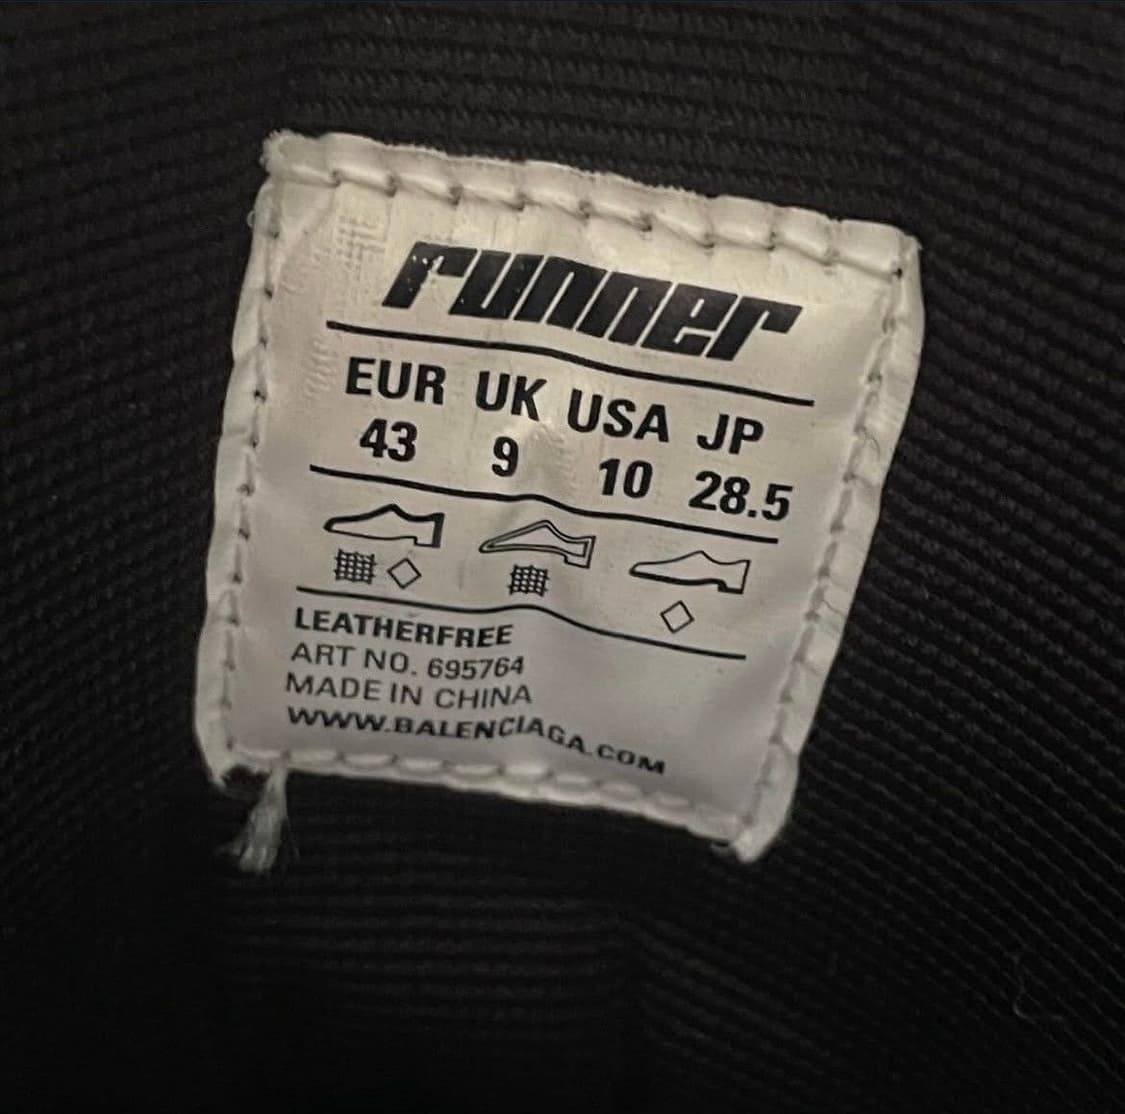 runner
EUR UK USA JP
43 9 10 28.5
LEATHERFREE
ART NO. 695764
MADE IN CHINA
WWW.BALENCIAGA.COM